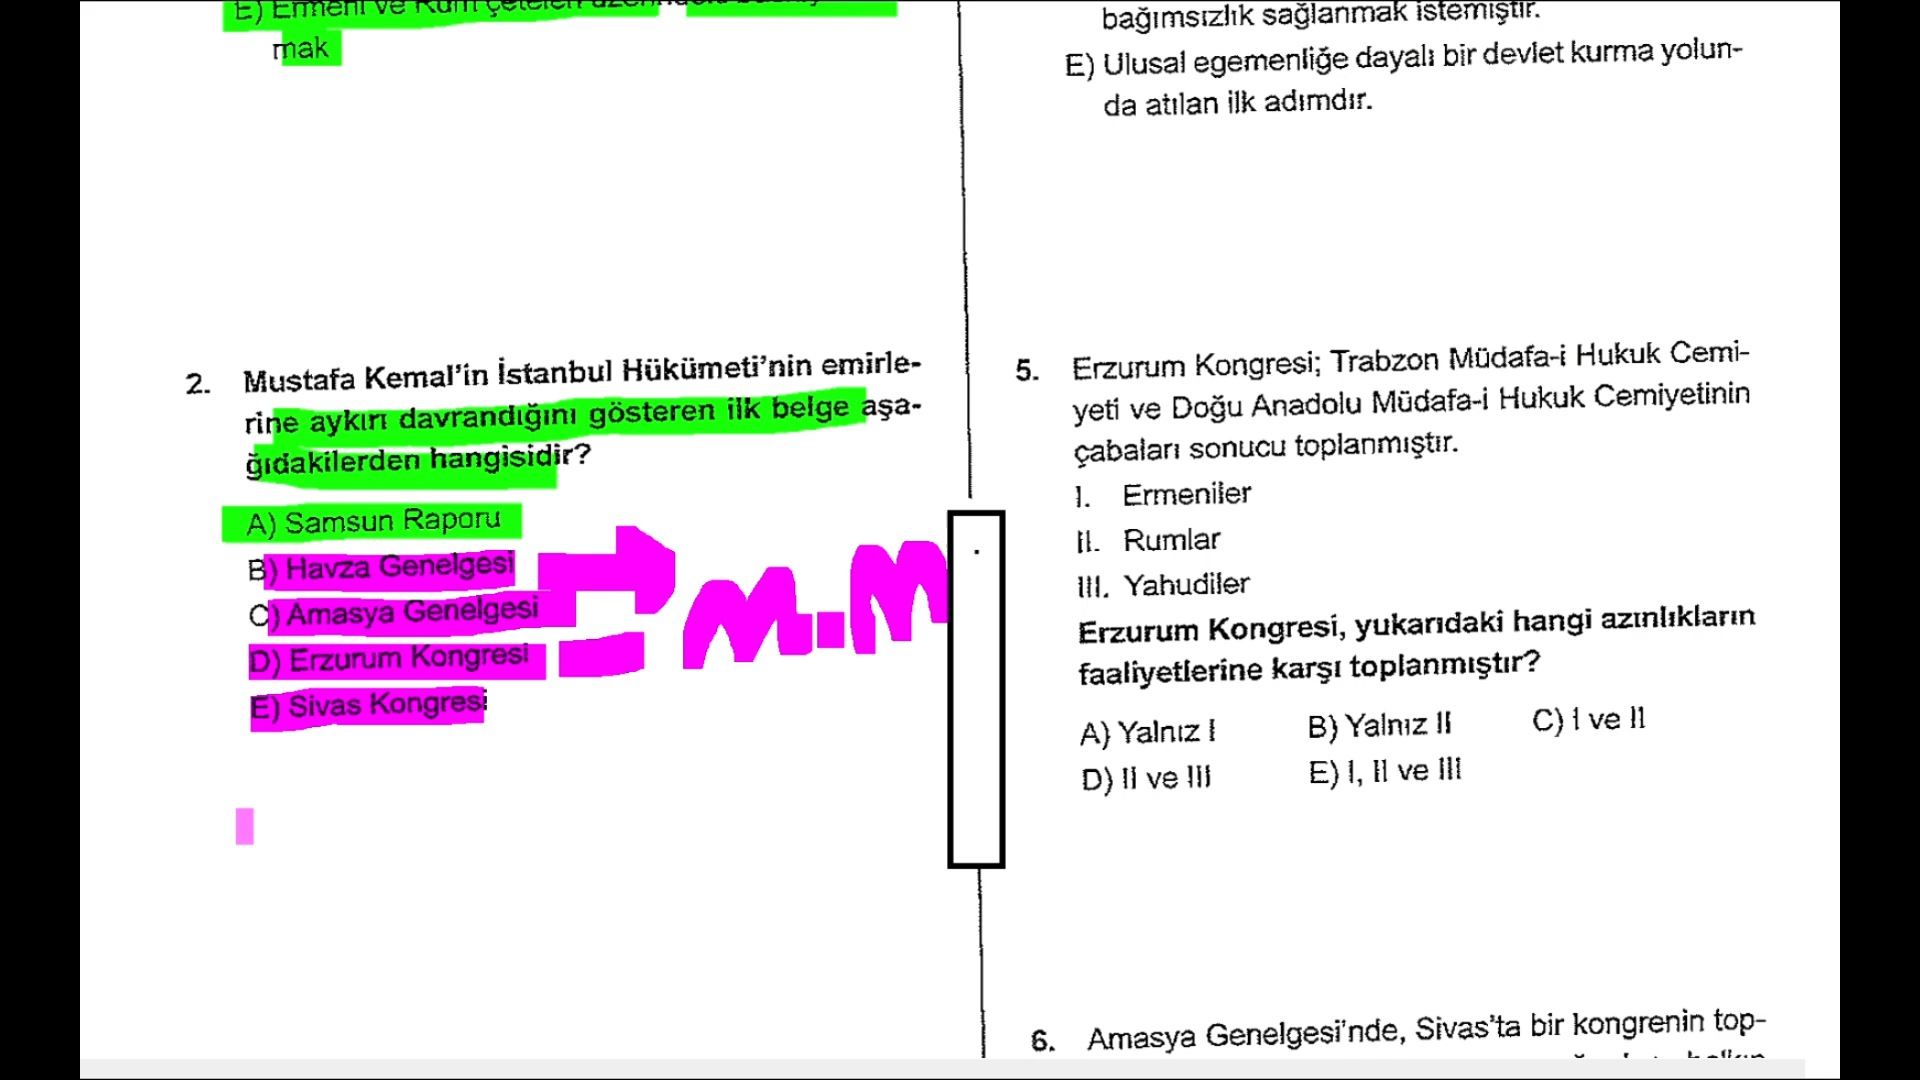 E) Ermeni ve Rum çeteleri
mak
2. Mustafa Kemal'in İstanbul Hükümeti'nin emirle-
rine aykırı davrandığını gösteren ilk belge aşa-
ğıdakilerden hangisidir?
A) Samsun Raporu
B) Havza Genelgesi
C) Amasya Genelgesi
D) Erzurum Kongresi
E) Sivas Kongresi
M.M
bağımsızlık sağlanmak istemiştir.
E) Ulusal egemenliğe dayalı bir devlet kurma yolun-
da atılan ilk adımdır.
5. Erzurum Kongresi; Trabzon Müdafa-i Hukuk Cemi-
yeti ve Doğu Anadolu Müdafa-i Hukuk Cemiyetinin
çabaları sonucu toplanmıştır.
I. Ermeniler
II. Rumlar
III. Yahudiler
Erzurum Kongresi, yukarıdaki hangi azınlıkların
faaliyetlerine karşı toplanmıştır?
A) Yalnız I B) Yalnız II C) I ve II
D) II ve III E) I, II ve III
6. Amasya Genelgesi'nde, Sivas'ta bir kongrenin top-